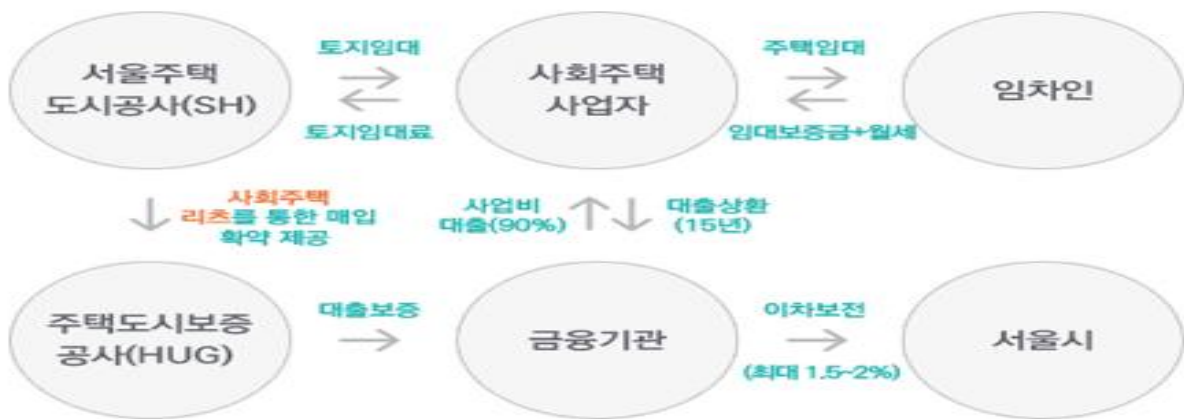 토지임대
주택임대
서울주택
도시공사(SH)
사회주택
사업자
임차인
토지임대료
임대보증금+월세
사회주택
리츠를 통한 매입
확약 제공
사업비
대출(90%)
대출상환
(15년)
주택도시보증
공사(HUG)
대출보증
금융기관
이차보전
(최대 1.5~2%)
서울시